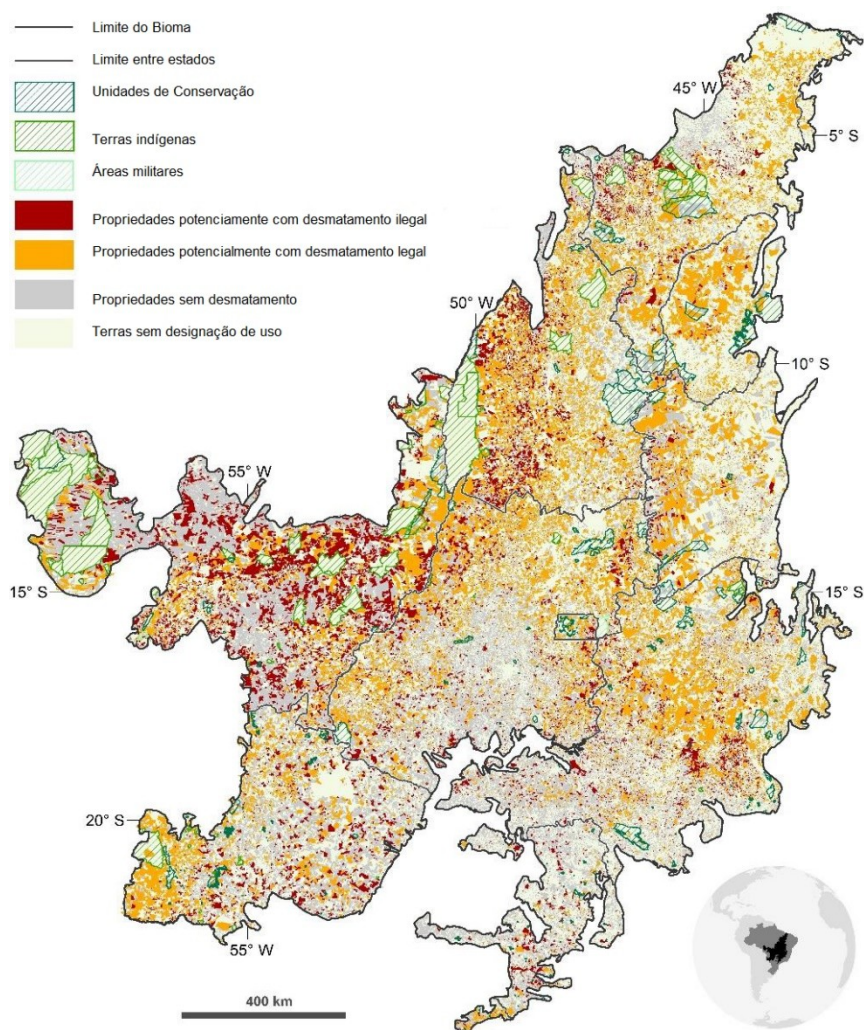 Limite do Bioma
Limite entre estados
Unidades de Conservação
Terras indígenas
Áreas militares
Propriedades potenciamente com desmatamento ilegal
Propriedades potencialmente com desmatamento legal
Propriedades sem desmatamento
Terras sem designação de uso
45° W
5° S
50° W
10° S
55° W
15° S
15° S
20° S
55° W
400 km